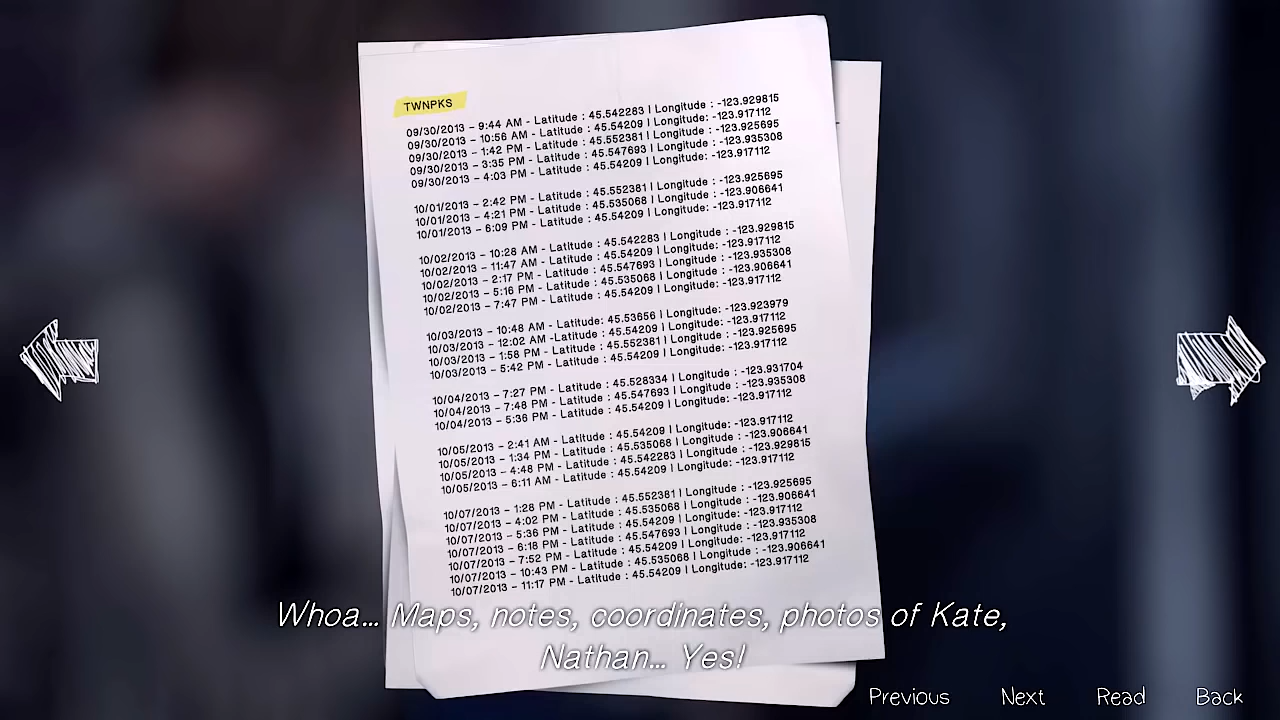 TWNPKS
09/30/2013 - 9:44 AM - Latitude : 45.542283 | Longitude : -123.929815
09/30/2013 - 10:56 AM - Latitude : 45.54209 | Longitude: -123.917112
09/30/2013 - 1:42 PM - Latitude : 45.552381 | Longitude : -123.925695
09/30/2013 - 3:35 PM - Latitude : 45.547693 | Longitude : -123.935308
09/30/2013 - 4:03 PM - Latitude : 45.54209 | Longitude: -123.917112
10/01/2013 - 2:42 PM - Latitude : 45.552381 | Longitude : -123.925695
10/01/2013 - 4:21 PM - Latitude : 45.535068 | Longitude : -123.906641
10/01/2013 - 6:09 PM - Latitude : 45.54209 | Longitude: -123.917112
10/02/2013 - 10:28 AM - Latitude : 45.542283 | Longitude : -123.929815
10/02/2013 - 11:47 AM - Latitude : 45.54209 | Longitude: -123.917112
10/02/2013 - 2:17 PM - Latitude : 45.547693 | Longitude : -123.935308
10/02/2013 - 5:16 PM - Latitude : 45.535068 | Longitude : -123.906641
10/02/2013 - 7:47 PM - Latitude : 45.54209 | Longitude: -123.917112
10/03/2013 - 10:48 AM - Latitude: 45.53656 | Longitude: -123.923979
10/03/2013 - 12:02 AM -Latitude : 45.54209 | Longitude: -123.917112
10/03/2013 - 1:58 PM - Latitude : 45.552381 | Longitude : -123.925695
10/03/2013 - 5:42 PM - Latitude : 45.54209 | Longitude: -123.917112
10/04/2013 - 7:27 PM - Latitude : 45.528334 | Longitude : -123.931704
10/04/2013 - 7:48 PM - Latitude : 45.547693 | Longitude : -123.935308
10/04/2013 - 5:36 PM - Latitude : 45.54209 | Longitude: -123.917112
10/05/2013 - 2:41 AM - Latitude : 45.54209 | Longitude : -123.917112
10/05/2013 - 1:34 PM - Latitude : 45.535068 | Longitude : -123.906641
10/05/2013 - 4:48 PM - Latitude : 45.542283 | Longitude : -123.929815
10/05/2013 - 6:11 AM - Latitude : 45.54209 | Longitude: -123.917112
10/07/2013 - 1:28 PM - Latitude : 45.552381 | Longitude : -123.925695
10/07/2013 - 4:02 PM - Latitude : 45.535068 | Longitude : -123.906641
10/07/2013 - 5:36 PM - Latitude : 45.54209 | Longitude: -123.917112
10/07/2013 - 6:18 PM - Latitude : 45.547693 | Longitude : -123.935308
10/07/2013 - 7:52 PM - Latitude : 45.54209 | Longitude: -123.917112
10/07/2013 - 10:43 PM - Latitude : 45.535068 | Longitude : -123.906641
10/07/2013 - 11:17 PM - Latitude : 45.54209 | Longitude: -123.917112
Whoa... Maps, notes, coordinates, photos of Kate,
Nathan... Yes!
Previous Next Read Back